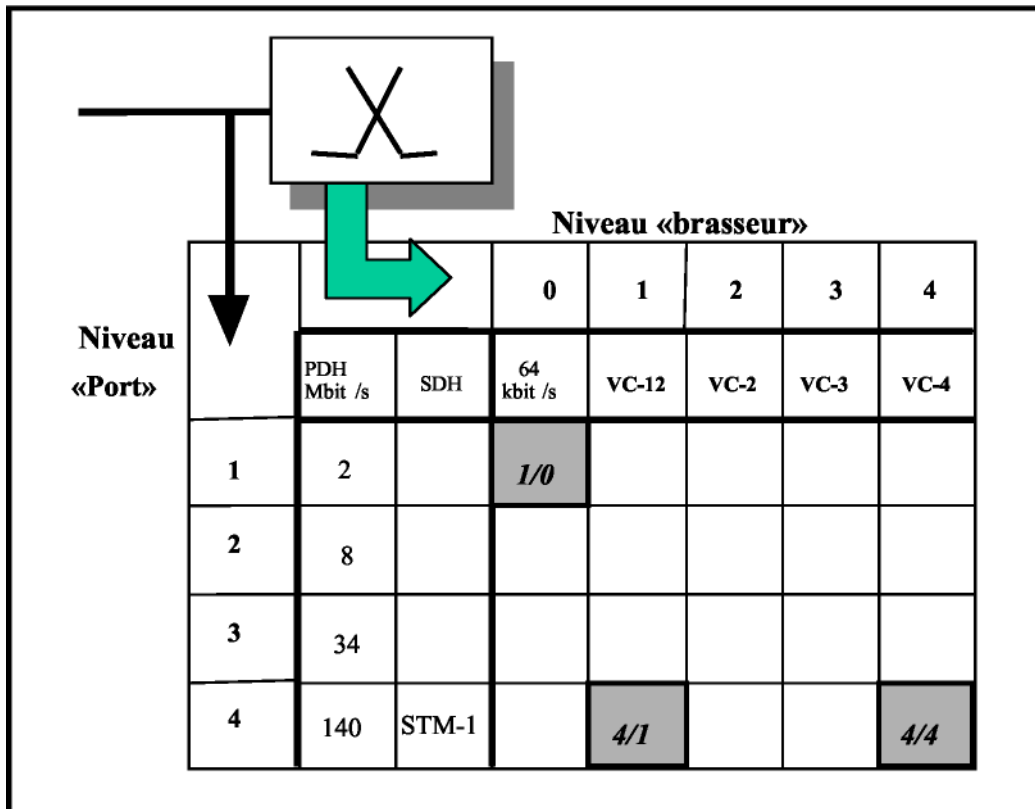 Niveau «brasseur»
0 1 2 3 4
Niveau
«Port»
PDH
Mbit /s
SDH
64
kbit /s
VC-12 VC-2 VC-3 VC-4
1 2 1/0
2 8
3 34
4 140 STM-1 4/1 4/4